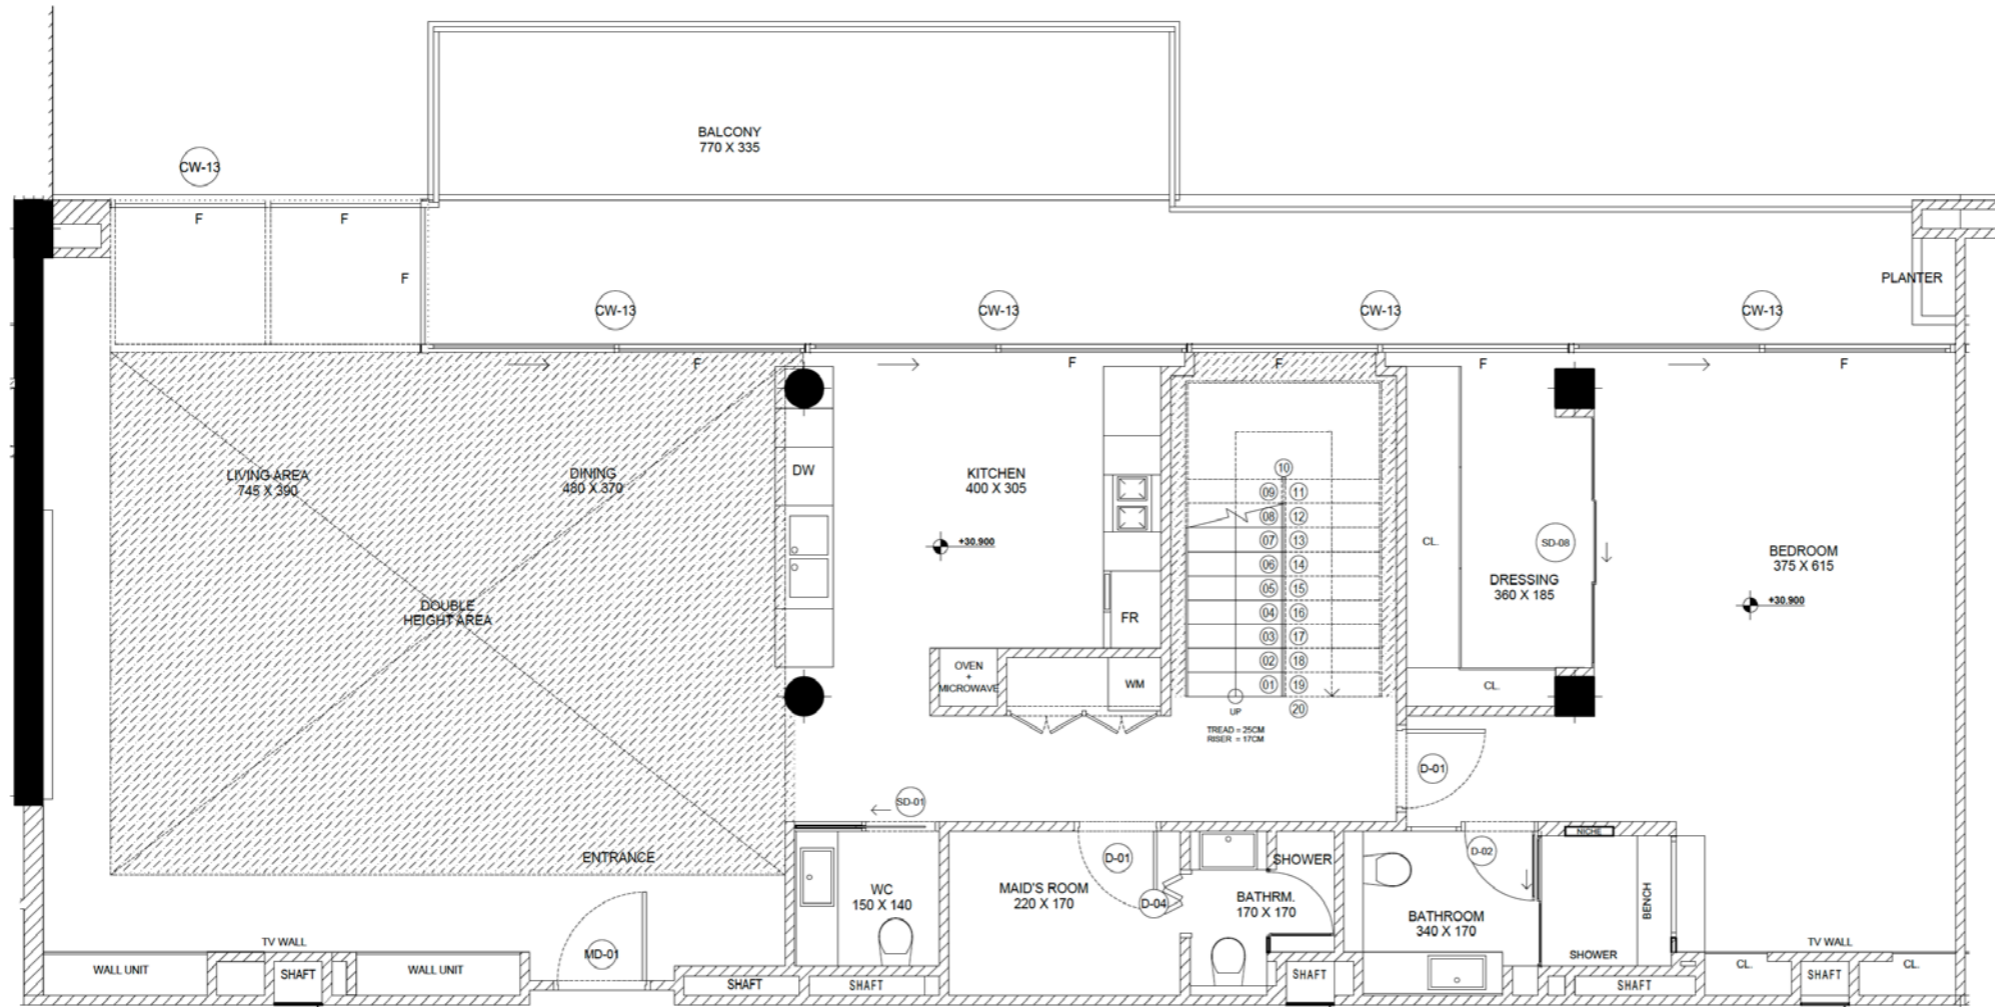 BALCONY
770 X 335
CW-13
F
F
F
PLANTER
CW-13
CW-13
CW-13
CW-13
F
F
F
F
F
LIVING AREA
745 X 390
DINING
480 X 370
DW
KITCHEN
400 X 305
+30.900
DOUBLE
HEIGHT AREA
FR
OVEN
+
MICROWAVE
WM
10
09
11
08
12
07
13
06
14
05
15
04
16
03
17
02
18
01
19
20
UP
TREAD = 25CM
RISER = 17CM
CL.
SD-08
DRESSING
360 X 185
CL.
BEDROOM
375 X 615
+30.900
D-01
SD-01
ENTRANCE
WC
150 X 140
MAID'S ROOM
220 X 170
D-01
D-04
SHOWER
BATHRM.
170 X 170
D-02
BATHROOM
340 X 170
NICHE
BENCH
SHOWER
TV WALL
WALL UNIT
SHAFT
WALL UNIT
MD-01
SHAFT
SHAFT
SHAFT
SHAFT
TV WALL
CL.
SHAFT
CL.